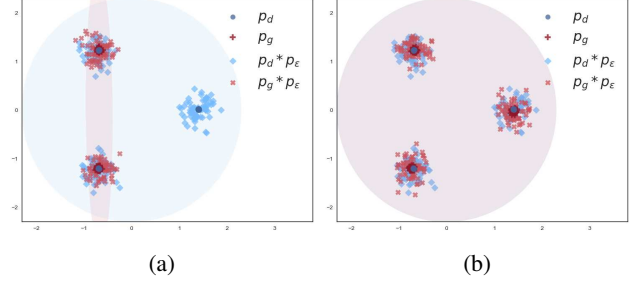 2
1
0
−1
−2
−2 −1 0 1 2 3
p_d
p_g
p_d * p_ε
p_g * p_ε
(a)
2
1
0
−1
−2
−2 −1 0 1 2 3
p_d
p_g
p_d * p_ε
p_g * p_ε
(b)